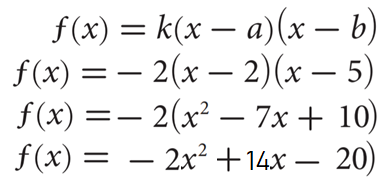 f(x) = k(x − a)(x − b)
f(x) = − 2(x − 2)(x − 5)
f(x) = − 2(x² − 7x + 10)
f(x) = − 2x² + 14x − 20)